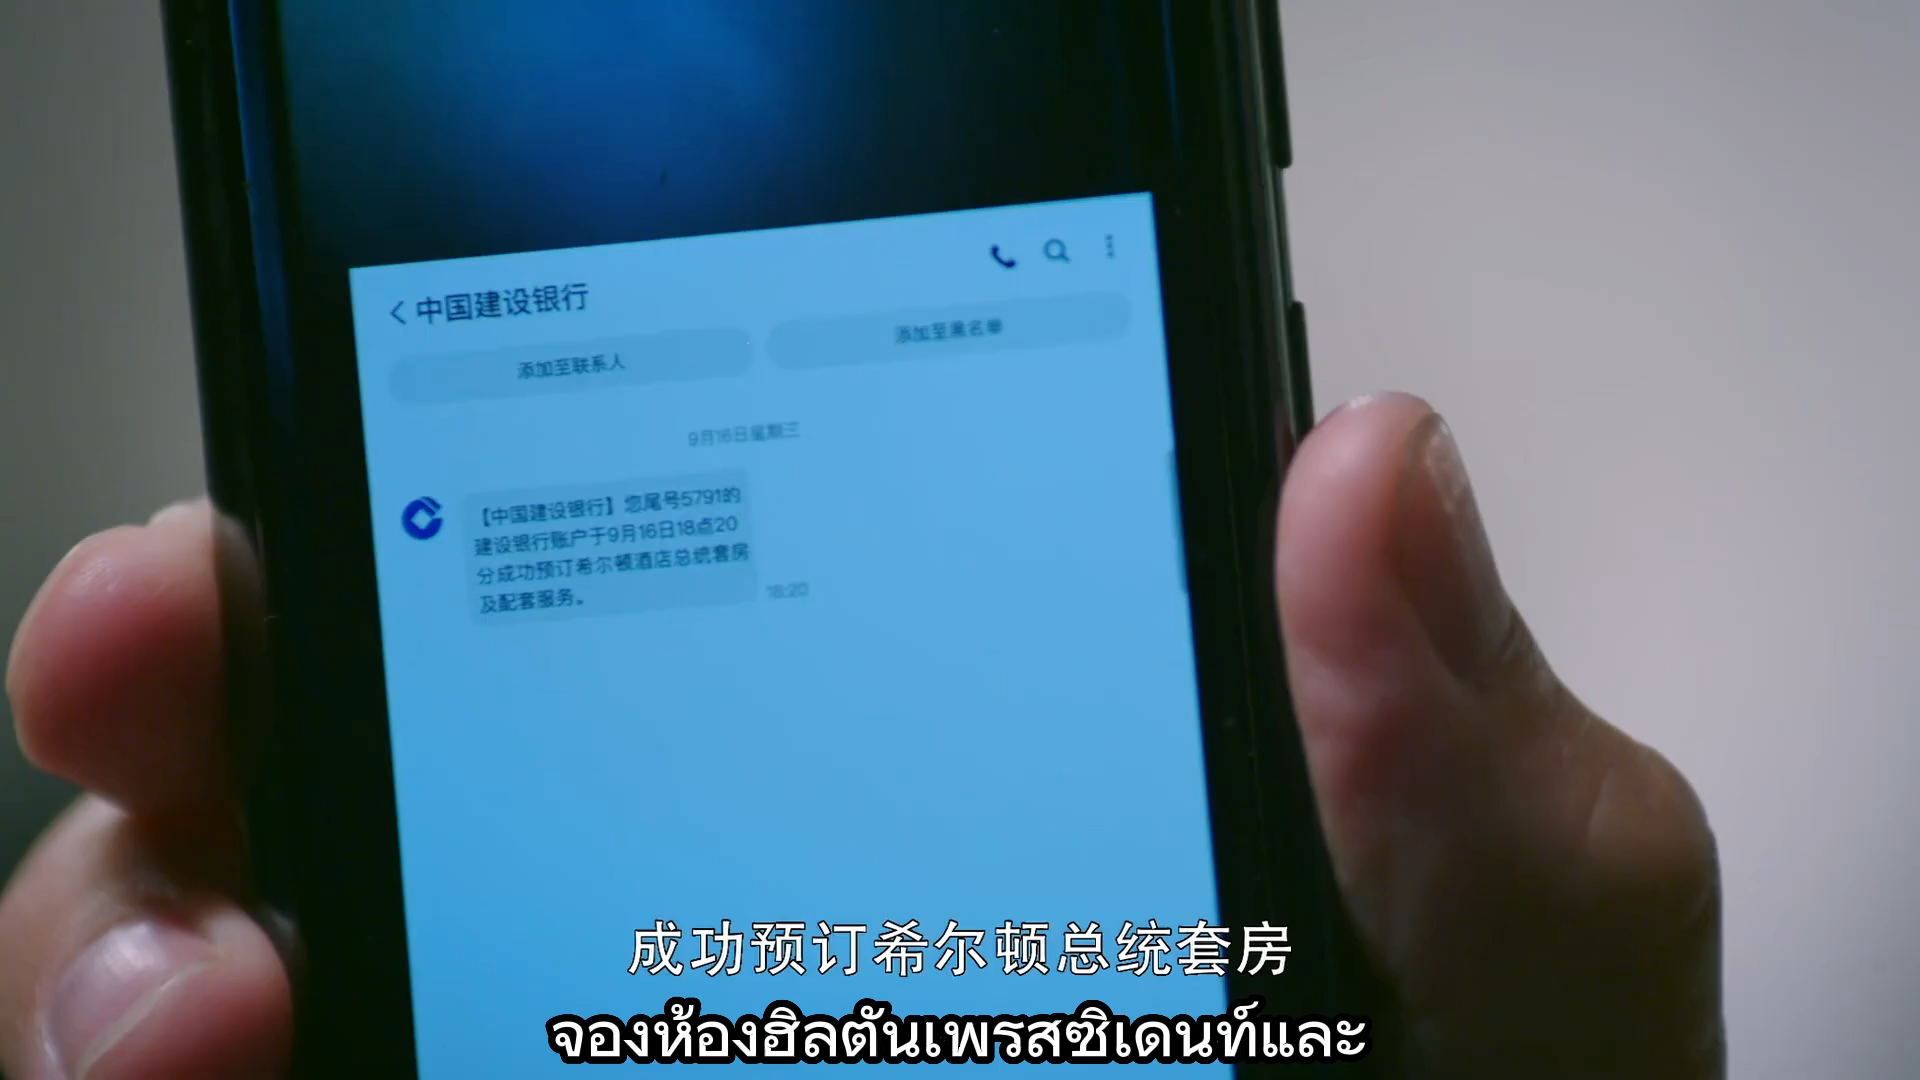 中国建设银行
添加至联系人
添加至黑名单
9月16日星期三
【中国建设银行】您尾号5791的
建设银行账户于9月16日18点20
分成功预订希尔顿酒店总统套房
及配套服务。
18:20
成功预订希尔顿总统套房
จองห้องฮิลตันเพรสซิเดนท์และ